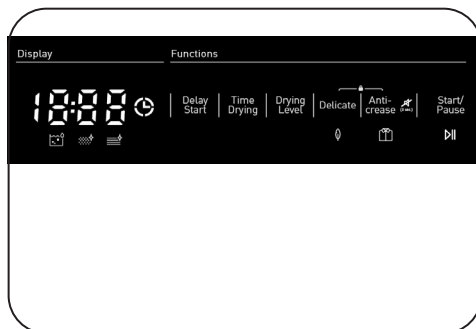 Display
Functions
18:88
Delay
Start
Time
Drying
Drying
Level
Delicate
Anti-
crease
Start/
Pause